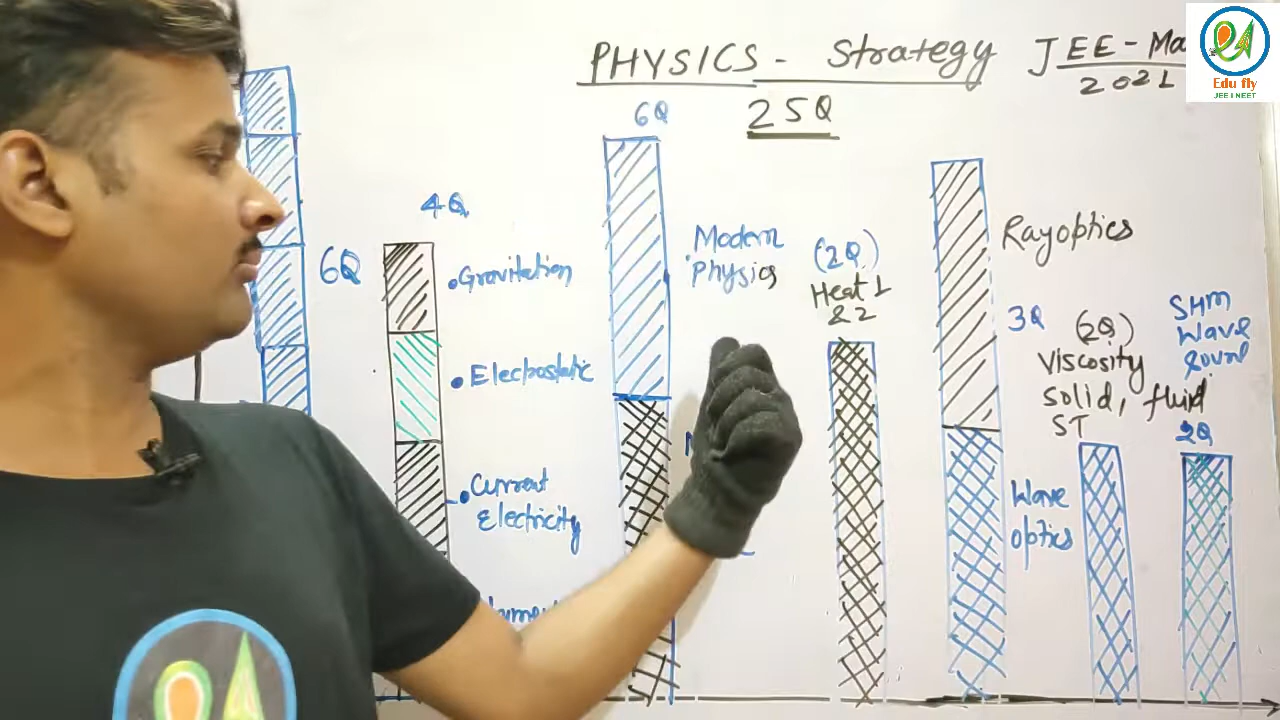 PHYSICS - Strategy JEE - Ma
2021
Edu fly
JEE I NEET
25Q
6Q
4Q
6Q
Gravitation
Electrostatic
Current
Electricity
Modern
Physics
(2Q)
Heat 1
& 2
Rayoptics
3Q
Wave
optics
(2Q)
Viscosity
solid, fluid
ST
SHM
Wave
Sound
2Q